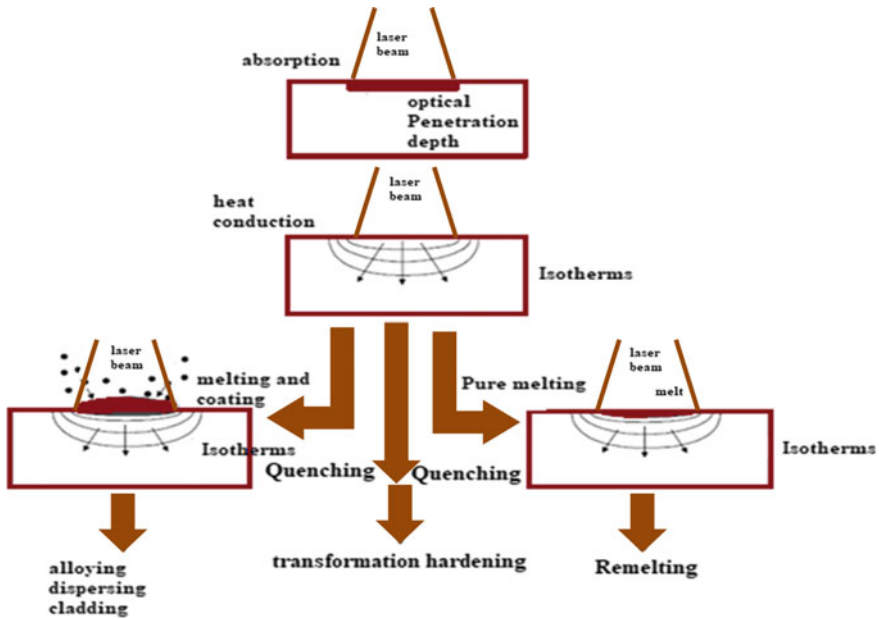 laser
beam
absorption
optical
Penetration
depth
laser
beam
heat
conduction
Isotherms
laser
beam
melting and
coating
Isotherms
Pure melting
laser
beam
melt
Isotherms
Quenching
Quenching
alloying
dispersing
cladding
transformation hardening
Remelting